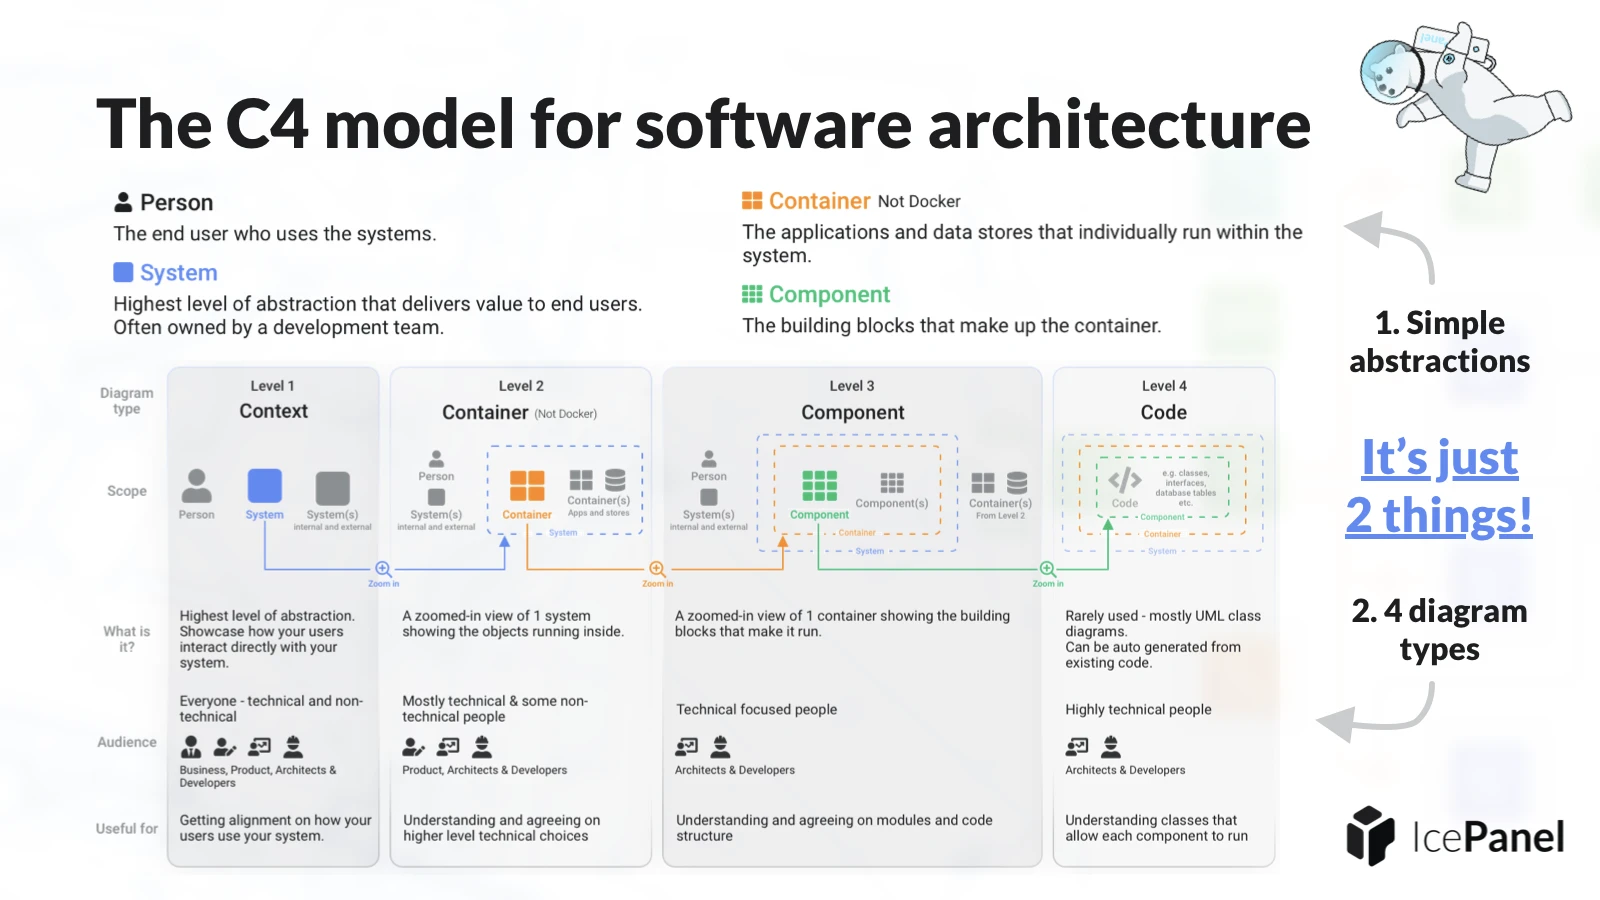 The C4 model for software architecture
Panel
Person
The end user who uses the systems.
System
Highest level of abstraction that delivers value to end users.
Often owned by a development team.
Container Not Docker
The applications and data stores that individually run within the
system.
Component
The building blocks that make up the container.
1. Simple
abstractions
It's just
2 things!
2. 4 diagram
types
Diagram
type
Level 1
Context
Level 2
Container (Not Docker)
Level 3
Component
Level 4
Code
Scope
Person
System
System(s)
internal and external
Zoom in
Person
System(s)
internal and external
Container
Container(s)
Apps and stores
System
Zoom in
Person
System(s)
internal and external
Component
Component(s)
Container
System
Container(s)
From Level 2
Zoom in
Code
e.g. classes,
interfaces,
database tables
etc.
Component
Container
System
What is
it?
Highest level of abstraction.
Showcase how your users
interact directly with your
system.
A zoomed-in view of 1 system
showing the objects running inside.
A zoomed-in view of 1 container showing the building
blocks that make it run.
Rarely used - mostly UML class
diagrams.
Can be auto generated from
existing code.
Audience
Everyone - technical and non-
technical
Business, Product, Architects &
Developers
Mostly technical & some non-
technical people
Product, Architects & Developers
Technical focused people
Architects & Developers
Highly technical people
Architects & Developers
Useful for
Getting alignment on how your
users use your system.
Understanding and agreeing on
higher level technical choices
Understanding and agreeing on modules and code
structure
Understanding classes that
allow each component to run
IcePanel